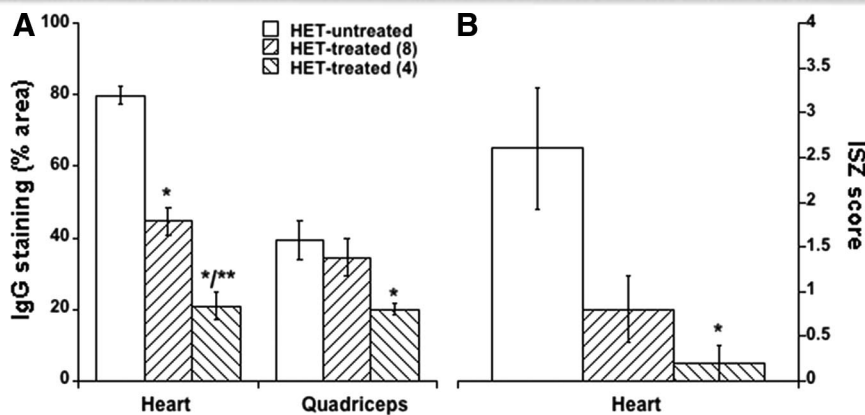 A
B
100
80
60
40
20
0
IgG staining (% area)
HET-untreated
HET-treated (8)
HET-treated (4)
*
*/**
*
Heart
Quadriceps
*
Heart
4
3.5
3
2.5
2
1.5
1
0.5
0
ISZ score